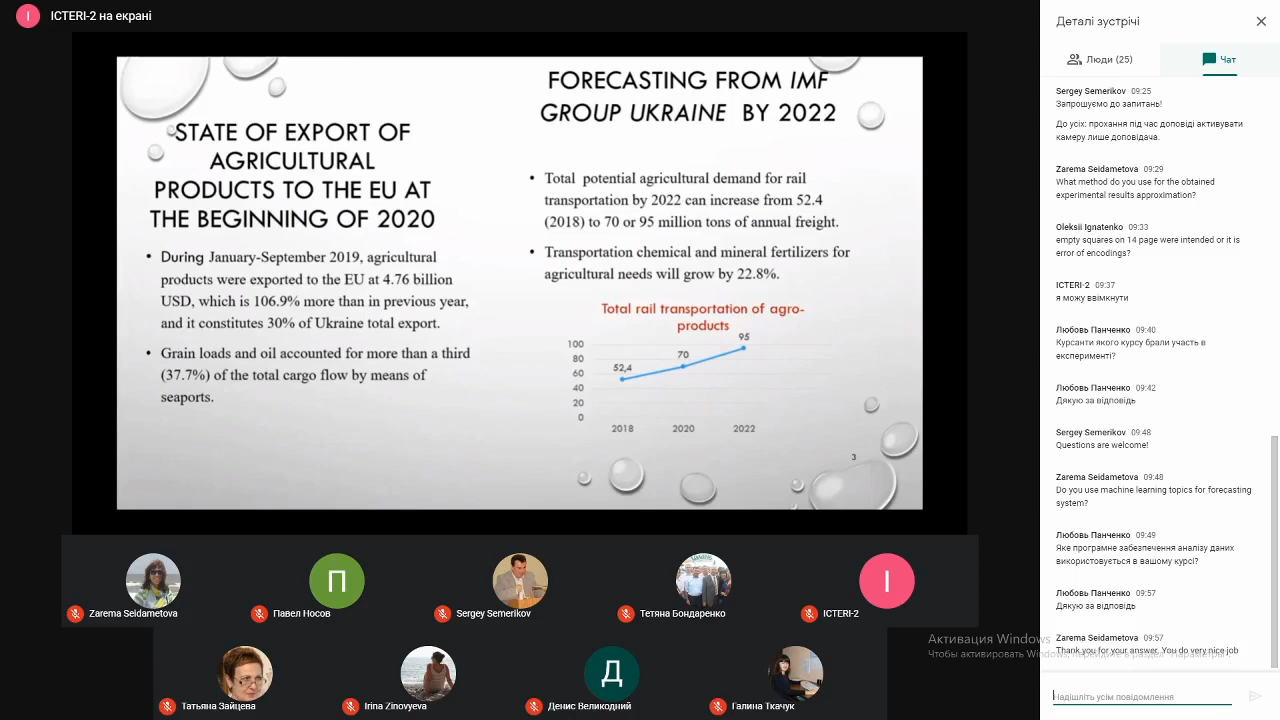 I
ICTERI-2 на екрані
STATE OF EXPORT OF
AGRICULTURAL
PRODUCTS TO THE EU AT
THE BEGINNING OF 2020
• During January-September 2019, agricultural
products were exported to the EU at 4.76 billion
USD, which is 106.9% more than in previous year,
and it constitutes 30% of Ukraine total export.
• Grain loads and oil accounted for more than a third
(37.7%) of the total cargo flow by means of
seaports.
FORECASTING FROM IMF
GROUP UKRAINE BY 2022
• Total potential agricultural demand for rail
transportation by 2022 can increase from 52.4
(2018) to 70 or 95 million tons of annual freight.
• Transportation chemical and mineral fertilizers for
agricultural needs will grow by 22.8%.
Total rail transportation of agro-
products
100
80
60
40
20
0
52,4
70
95
2018 2020 2022
3
П
I
Zarema Seidametova
Павел Носов
Sergey Semerikov
Тетяна Бондаренко
ICTERI-2
Д
Татьяна Зайцева
Irina Zinovyeva
Денис Великодний
Галина Ткачук
Деталі зустрічі
Люди (25)
Чат
Sergey Semerikov 09:25
Запрошуємо до запитань!
До усіх: прохання під час доповіді активувати
камеру лише доповідача.
Zarema Seidametova 09:29
What method do you use for the obtained
experimental results approximation?
Oleksii Ignatenko 09:33
empty squares on 14 page were intended or it is
error of encodings?
ICTERI-2 09:37
я можу ввімкнути
Любовь Панченко 09:40
Курсанти якого курсу брали участь в
експерименті?
Любовь Панченко 09:42
Дякую за відповідь
Sergey Semerikov 09:48
Questions are welcome!
Zarema Seidametova 09:48
Do you use machine learning topics for forecasting
system?
Любовь Панченко 09:49
Яке програмне забезпечення аналізу даних
використовується в вашому курсі?
Любовь Панченко 09:57
Дякую за відповідь
Zarema Seidametova 09:57
Thank you for your answer. You do very nice job
Активация Windows
Чтобы активировать Windows, перейдите в раздел "Параметры".
Надішліть усім повідомлення